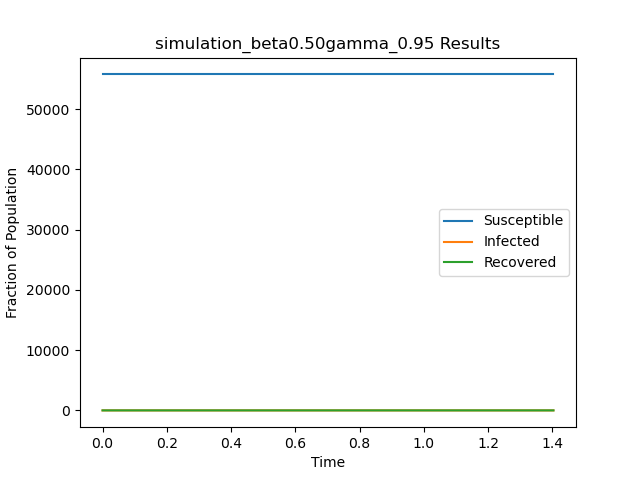 simulation_beta0.50gamma_0.95 Results
Fraction of Population
50000
40000
30000
20000
10000
0
Susceptible
Infected
Recovered
0.0 0.2 0.4 0.6 0.8 1.0 1.2 1.4
Time